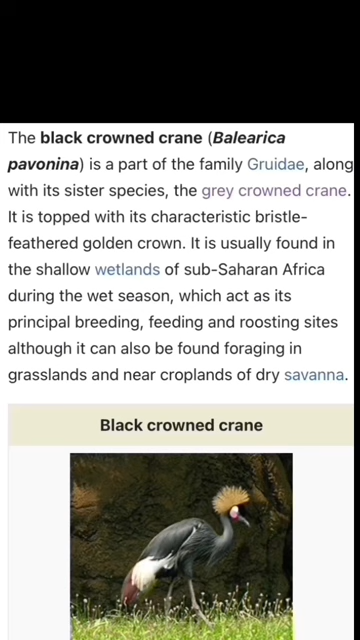 The black crowned crane (Balearica
pavonina) is a part of the family Gruidae, along
with its sister species, the grey crowned crane.
It is topped with its characteristic bristle-
feathered golden crown. It is usually found in
the shallow wetlands of sub-Saharan Africa
during the wet season, which act as its
principal breeding, feeding and roosting sites
although it can also be found foraging in
grasslands and near croplands of dry savanna.
Black crowned crane